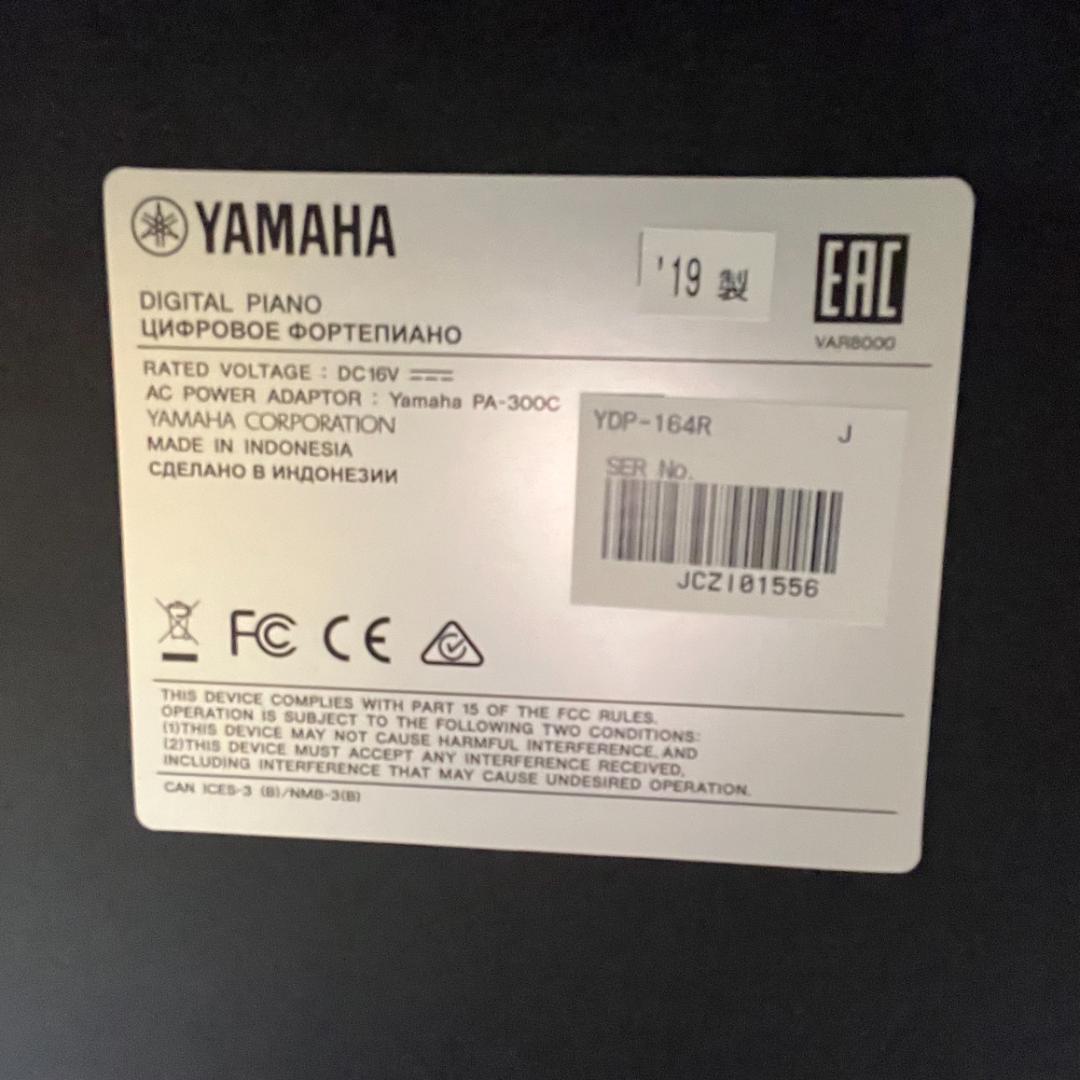 YAMAHA
'19 製
EAC
VAR8000
DIGITAL PIANO
ЦИФРОВОЕ ФОРТЕПИАНО
RATED VOLTAGE : DC16V
AC POWER ADAPTOR : Yamaha PA-300C
YAMAHA CORPORATION
MADE IN INDONESIA
СДЕЛАНО В ИНДОНЕЗИИ
YDP-164R J
SER No.
JCZI01556
FC CE
THIS DEVICE COMPLIES WITH PART 15 OF THE FCC RULES.
OPERATION IS SUBJECT TO THE FOLLOWING TWO CONDITIONS:
(1)THIS DEVICE MAY NOT CAUSE HARMFUL INTERFERENCE, AND
(2)THIS DEVICE MUST ACCEPT ANY INTERFERENCE RECEIVED,
INCLUDING INTERFERENCE THAT MAY CAUSE UNDESIRED OPERATION.
CAN ICES-3 (B)/NMB-3(B)